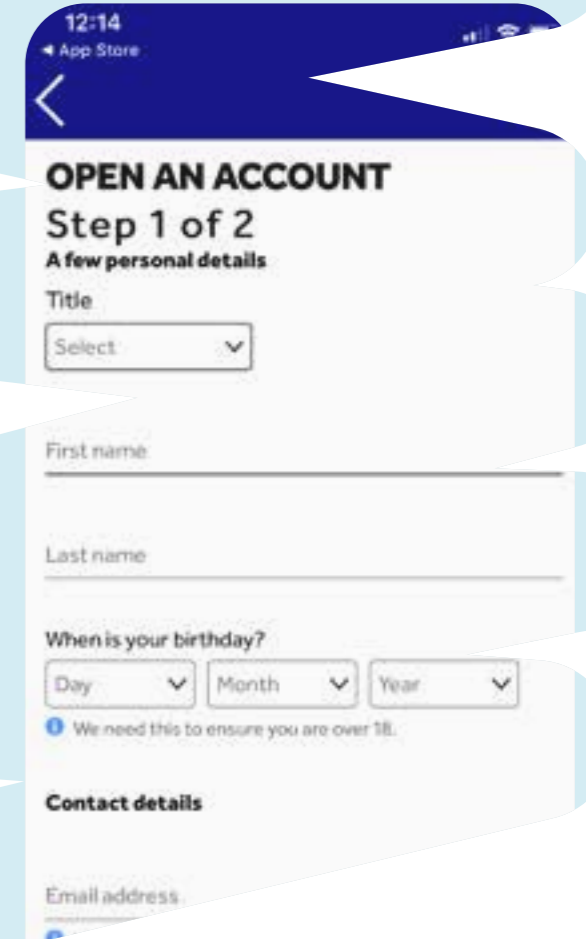 12:14
◀ App Store
OPEN AN ACCOUNT
Step 1 of 2
A few personal details
Title
Select
First name
Last name
When is your birthday?
Day Month Year
We need this to ensure you are over 18.
Contact details
Email address